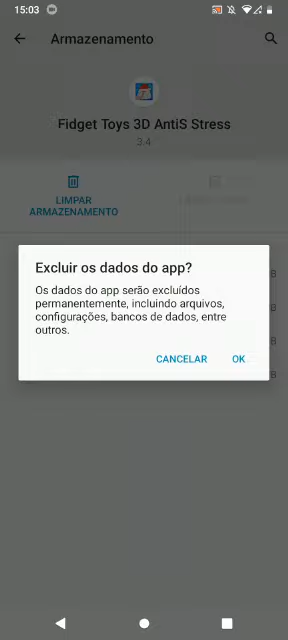 15:03
Armazenamento
Fidget Toys 3D AntiS Stress
3.4
LIMPAR
ARMAZENAMENTO
Excluir os dados do app?
Os dados do app serão excluídos
permanentemente, incluindo arquivos,
configurações, bancos de dados, entre
outros.
CANCELAR
OK